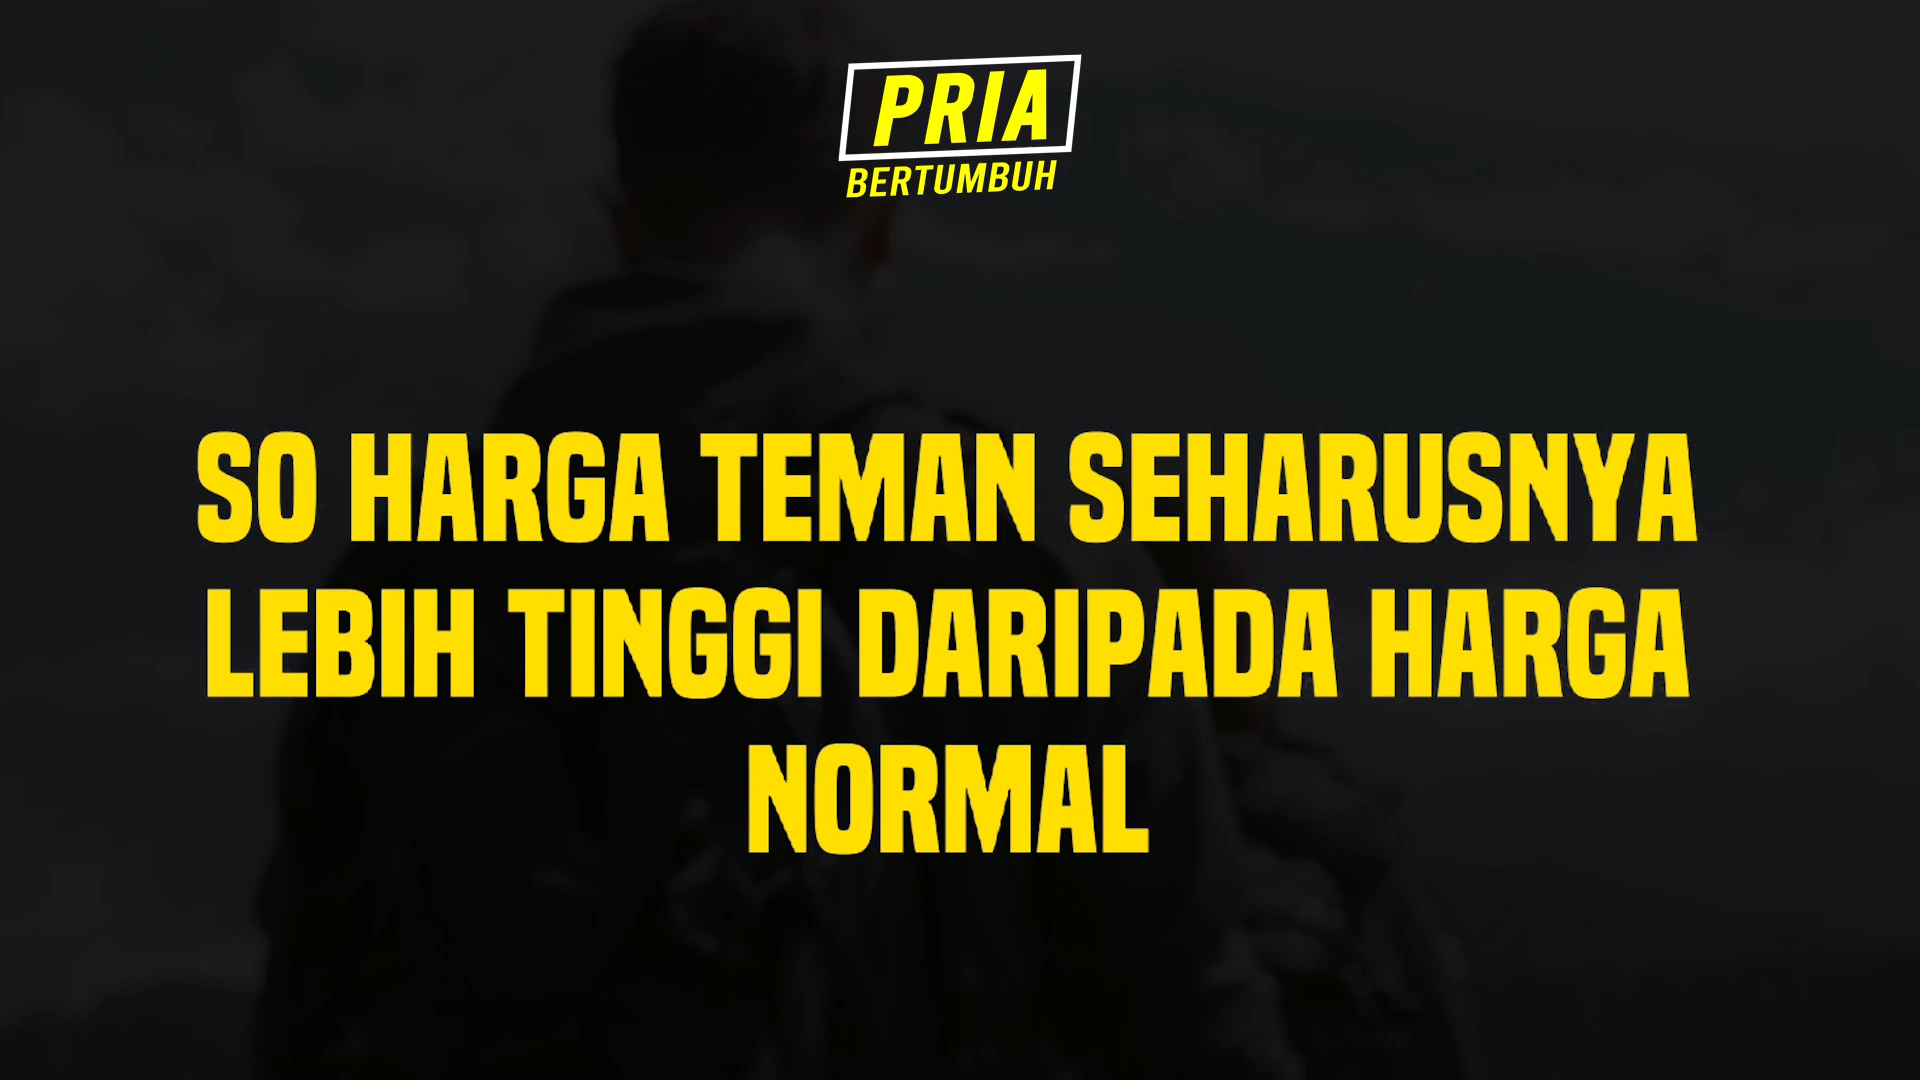 PRIA
BERTUMBUH
SO HARGA TEMAN SEHARUSNYA
LEBIH TINGGI DARIPADA HARGA
NORMAL